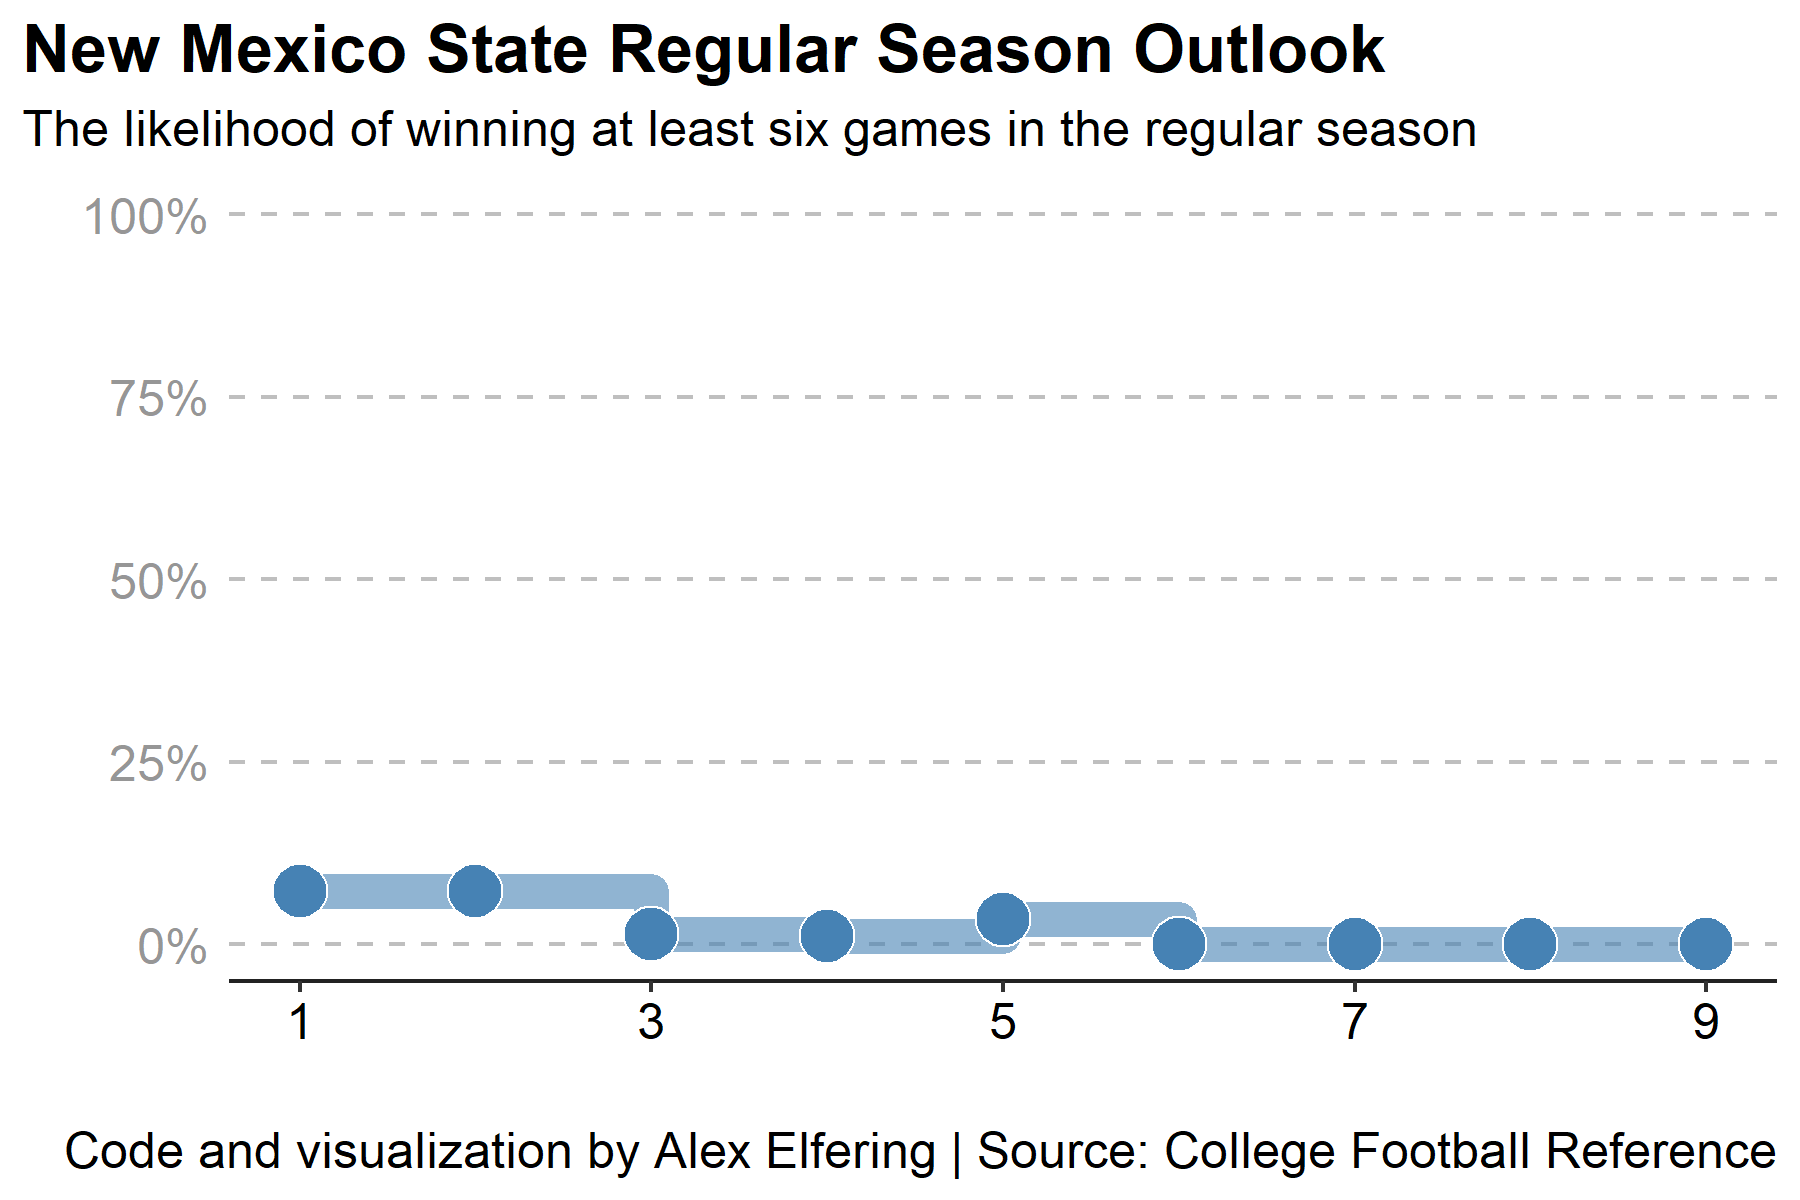 New Mexico State Regular Season Outlook
The likelihood of winning at least six games in the regular season
100%
75%
50%
25%
0%
1 3 5 7 9
Code and visualization by Alex Elfering | Source: College Football Reference